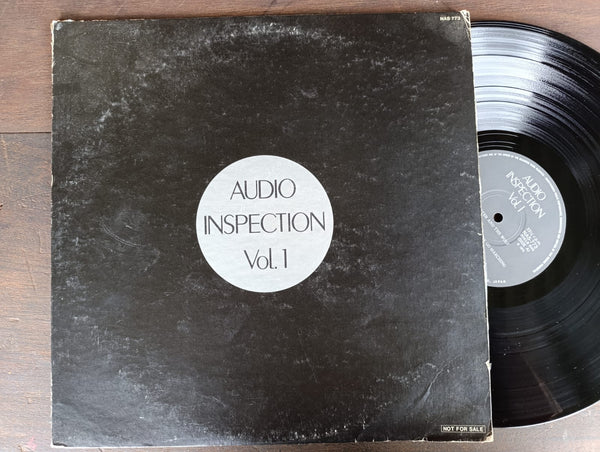 NAS 773
AUDIO
INSPECTION
Vol. 1
NOT FOR SALE
AUDIO
INSPECTION
Vol. 1
JAPAN